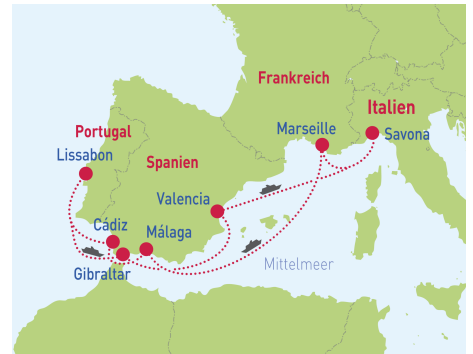 Frankreich
Italien
Marseille
Savona
Portugal
Lissabon
Spanien
Valencia
Cádiz
Málaga
Gibraltar
Mittelmeer